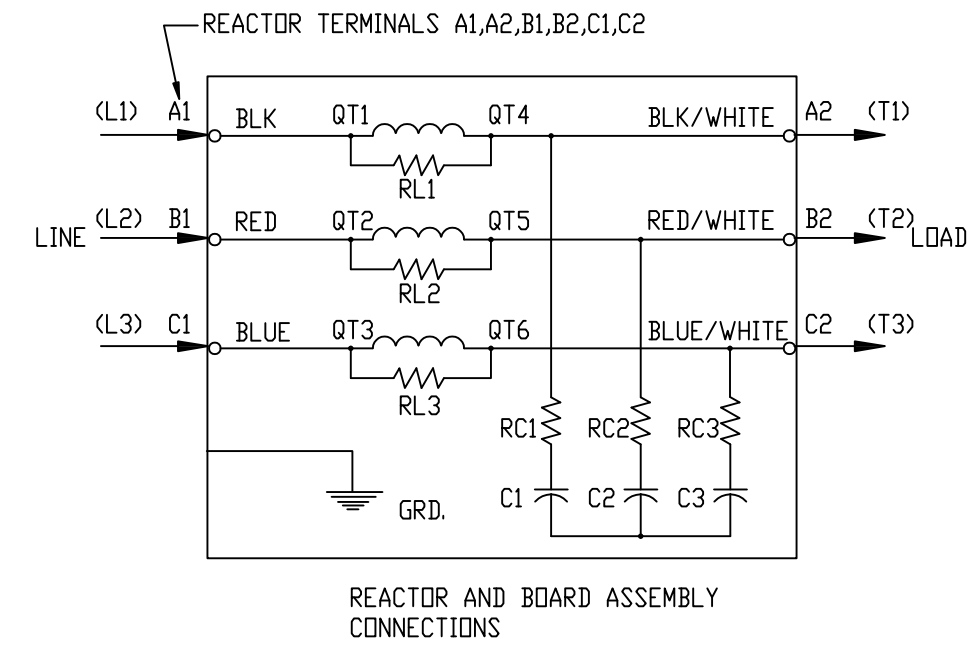 REACTOR TERMINALS A1,A2,B1,B2,C1,C2
(L1) A1 BLK QT1 QT4 BLK/WHITE A2 (T1)
RL1
LINE (L2) B1 RED QT2 QT5 RED/WHITE B2 (T2) LOAD
RL2
(L3) C1 BLUE QT3 QT6 BLUE/WHITE C2 (T3)
RL3
RC1 RC2 RC3
C1 C2 C3
GRD.
REACTOR AND BOARD ASSEMBLY
CONNECTIONS